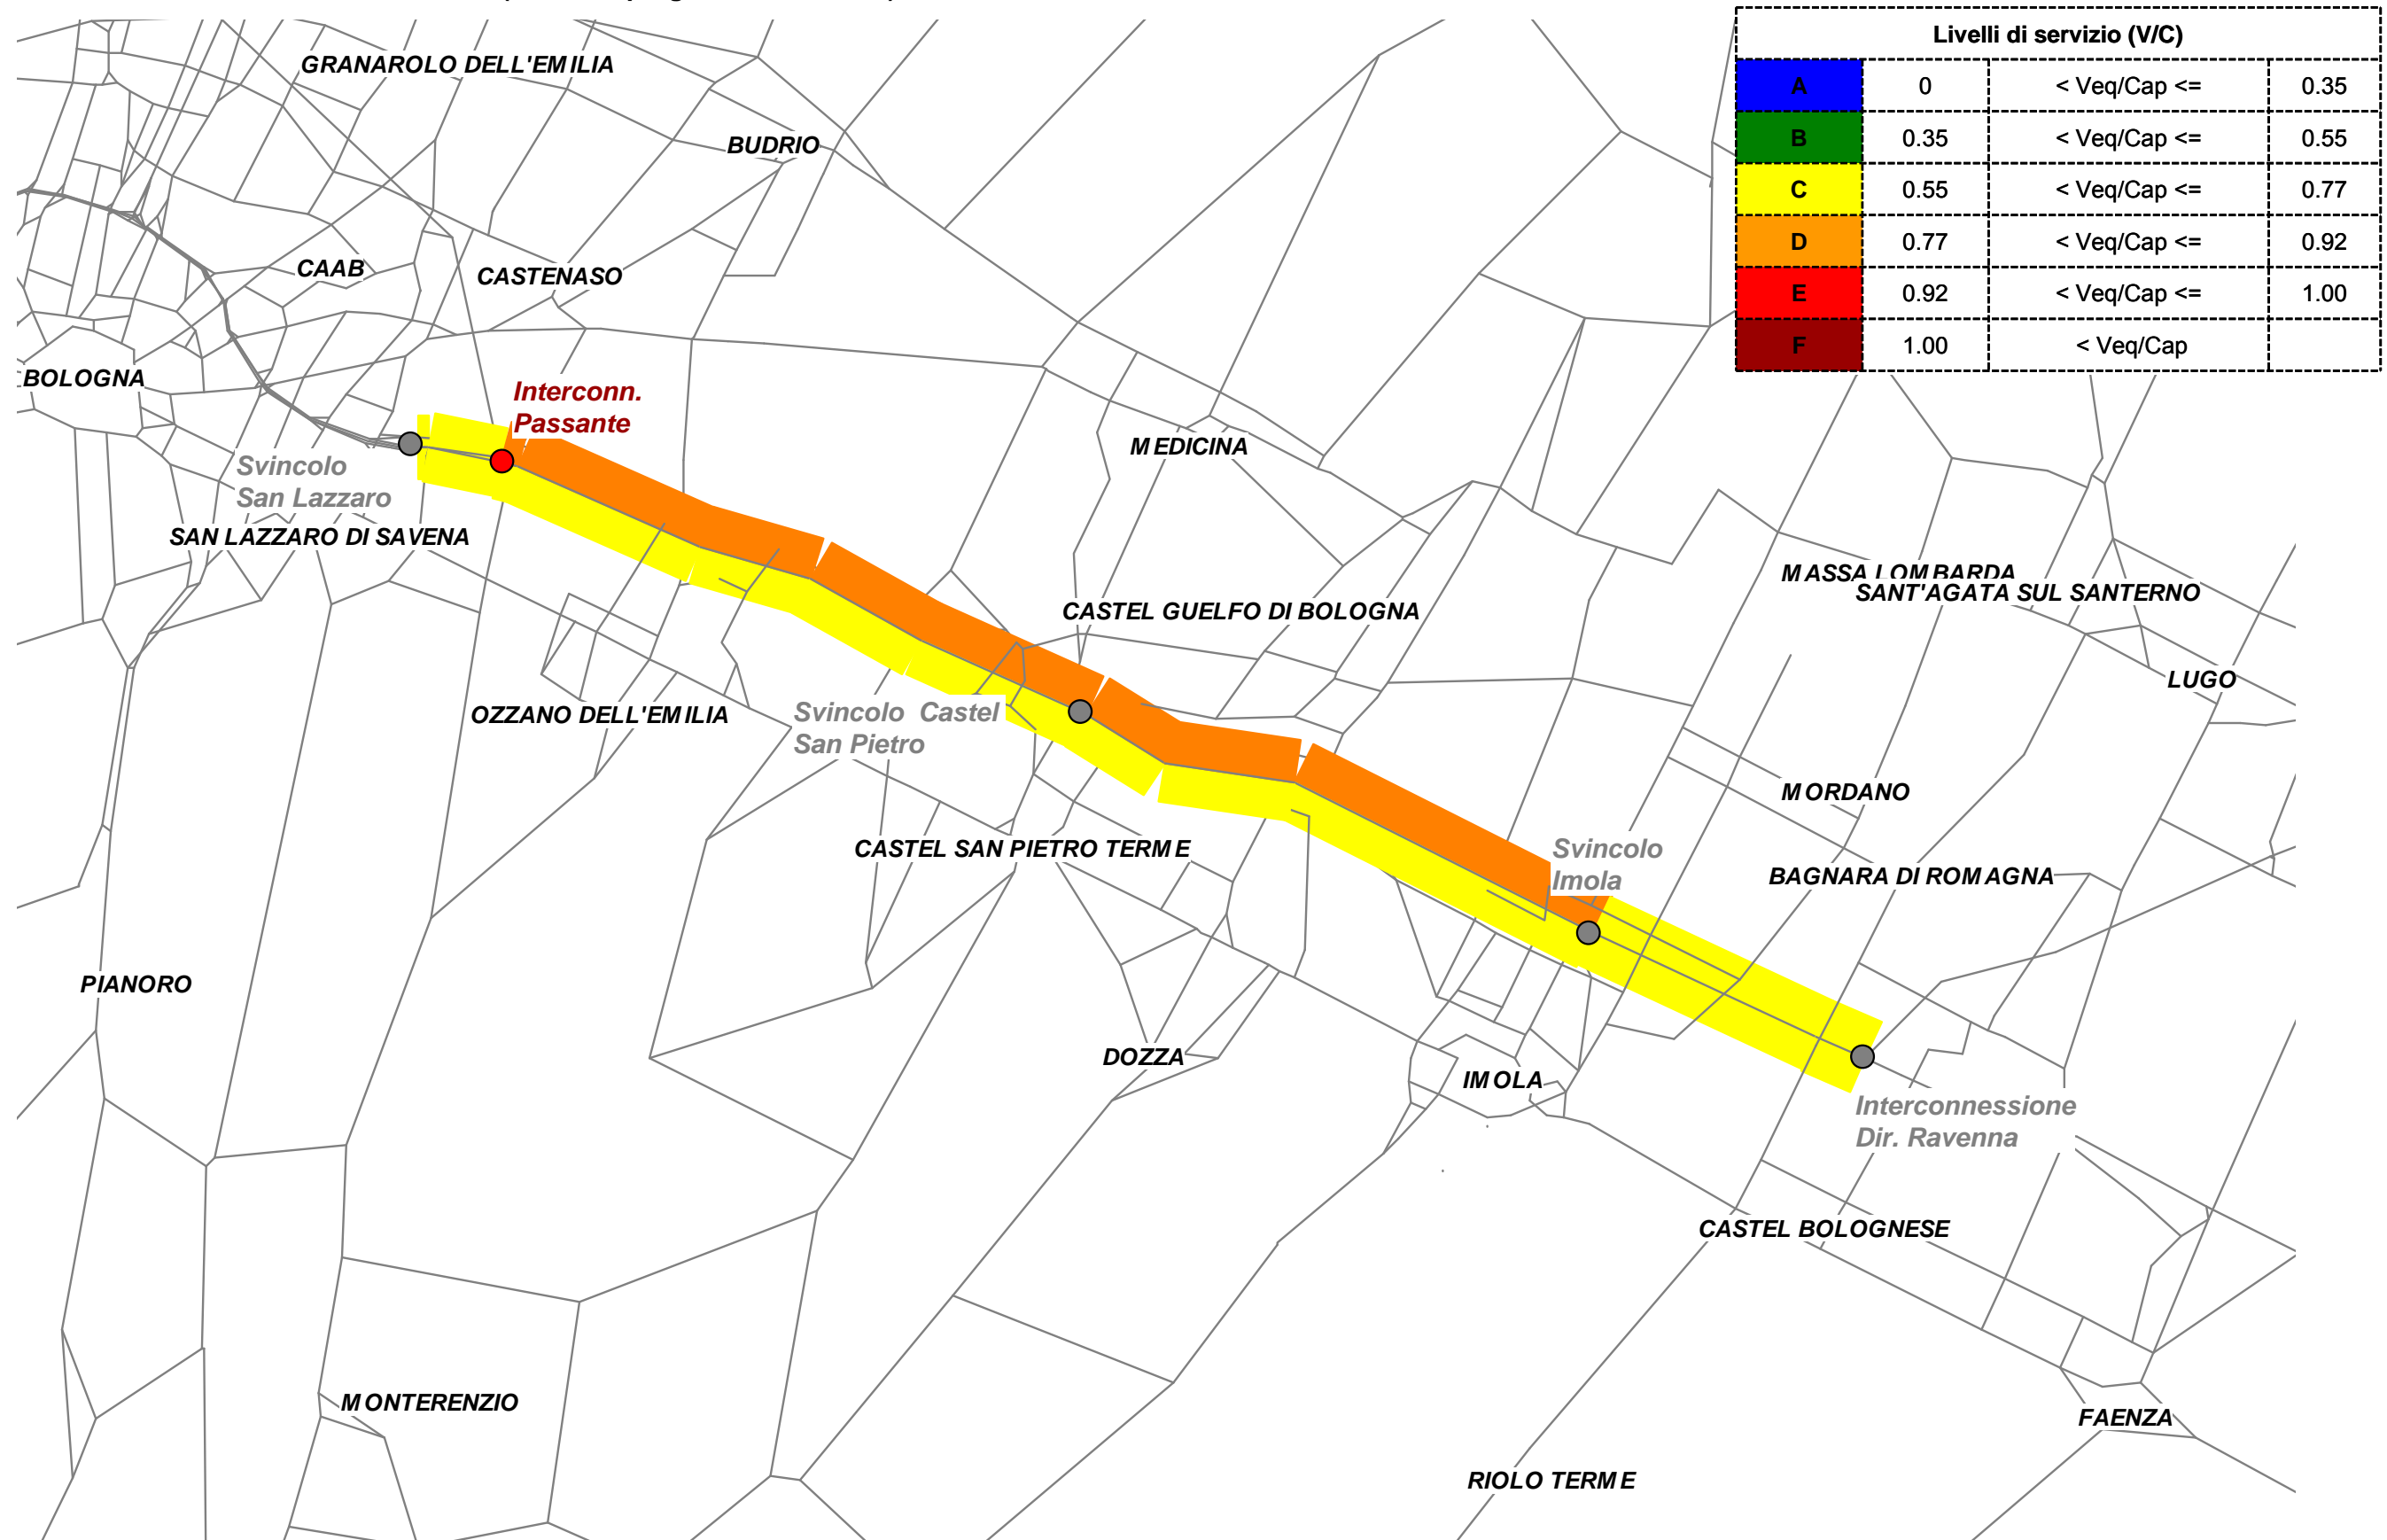 Livelli di servizio (V/C)
A 0 < Veq/Cap <= 0.35
B 0.35 < Veq/Cap <= 0.55
C 0.55 < Veq/Cap <= 0.77
D 0.77 < Veq/Cap <= 0.92
E 0.92 < Veq/Cap <= 1.00
F 1.00 < Veq/Cap
GRANAROLO DELL'EMILIA
BUDRIO
CAAB
CASTENASO
BOLOGNA
Interconn.
Passante
MEDICINA
Svincolo
San Lazzaro
SAN LAZZARO DI SAVENA
MASSA LOMBARDA
SANT'AGATA SUL SANTERNO
CASTEL GUELFO DI BOLOGNA
LUGO
OZZANO DELL'EMILIA
Svincolo Castel
San Pietro
MORDANO
CASTEL SAN PIETRO TERME
Svincolo
Imola
BAGNARA DI ROMAGNA
PIANORO
DOZZA
IMOLA
Interconnessione
Dir. Ravenna
CASTEL BOLOGNESE
MONTERENZIO
FAENZA
RIOLO TERME